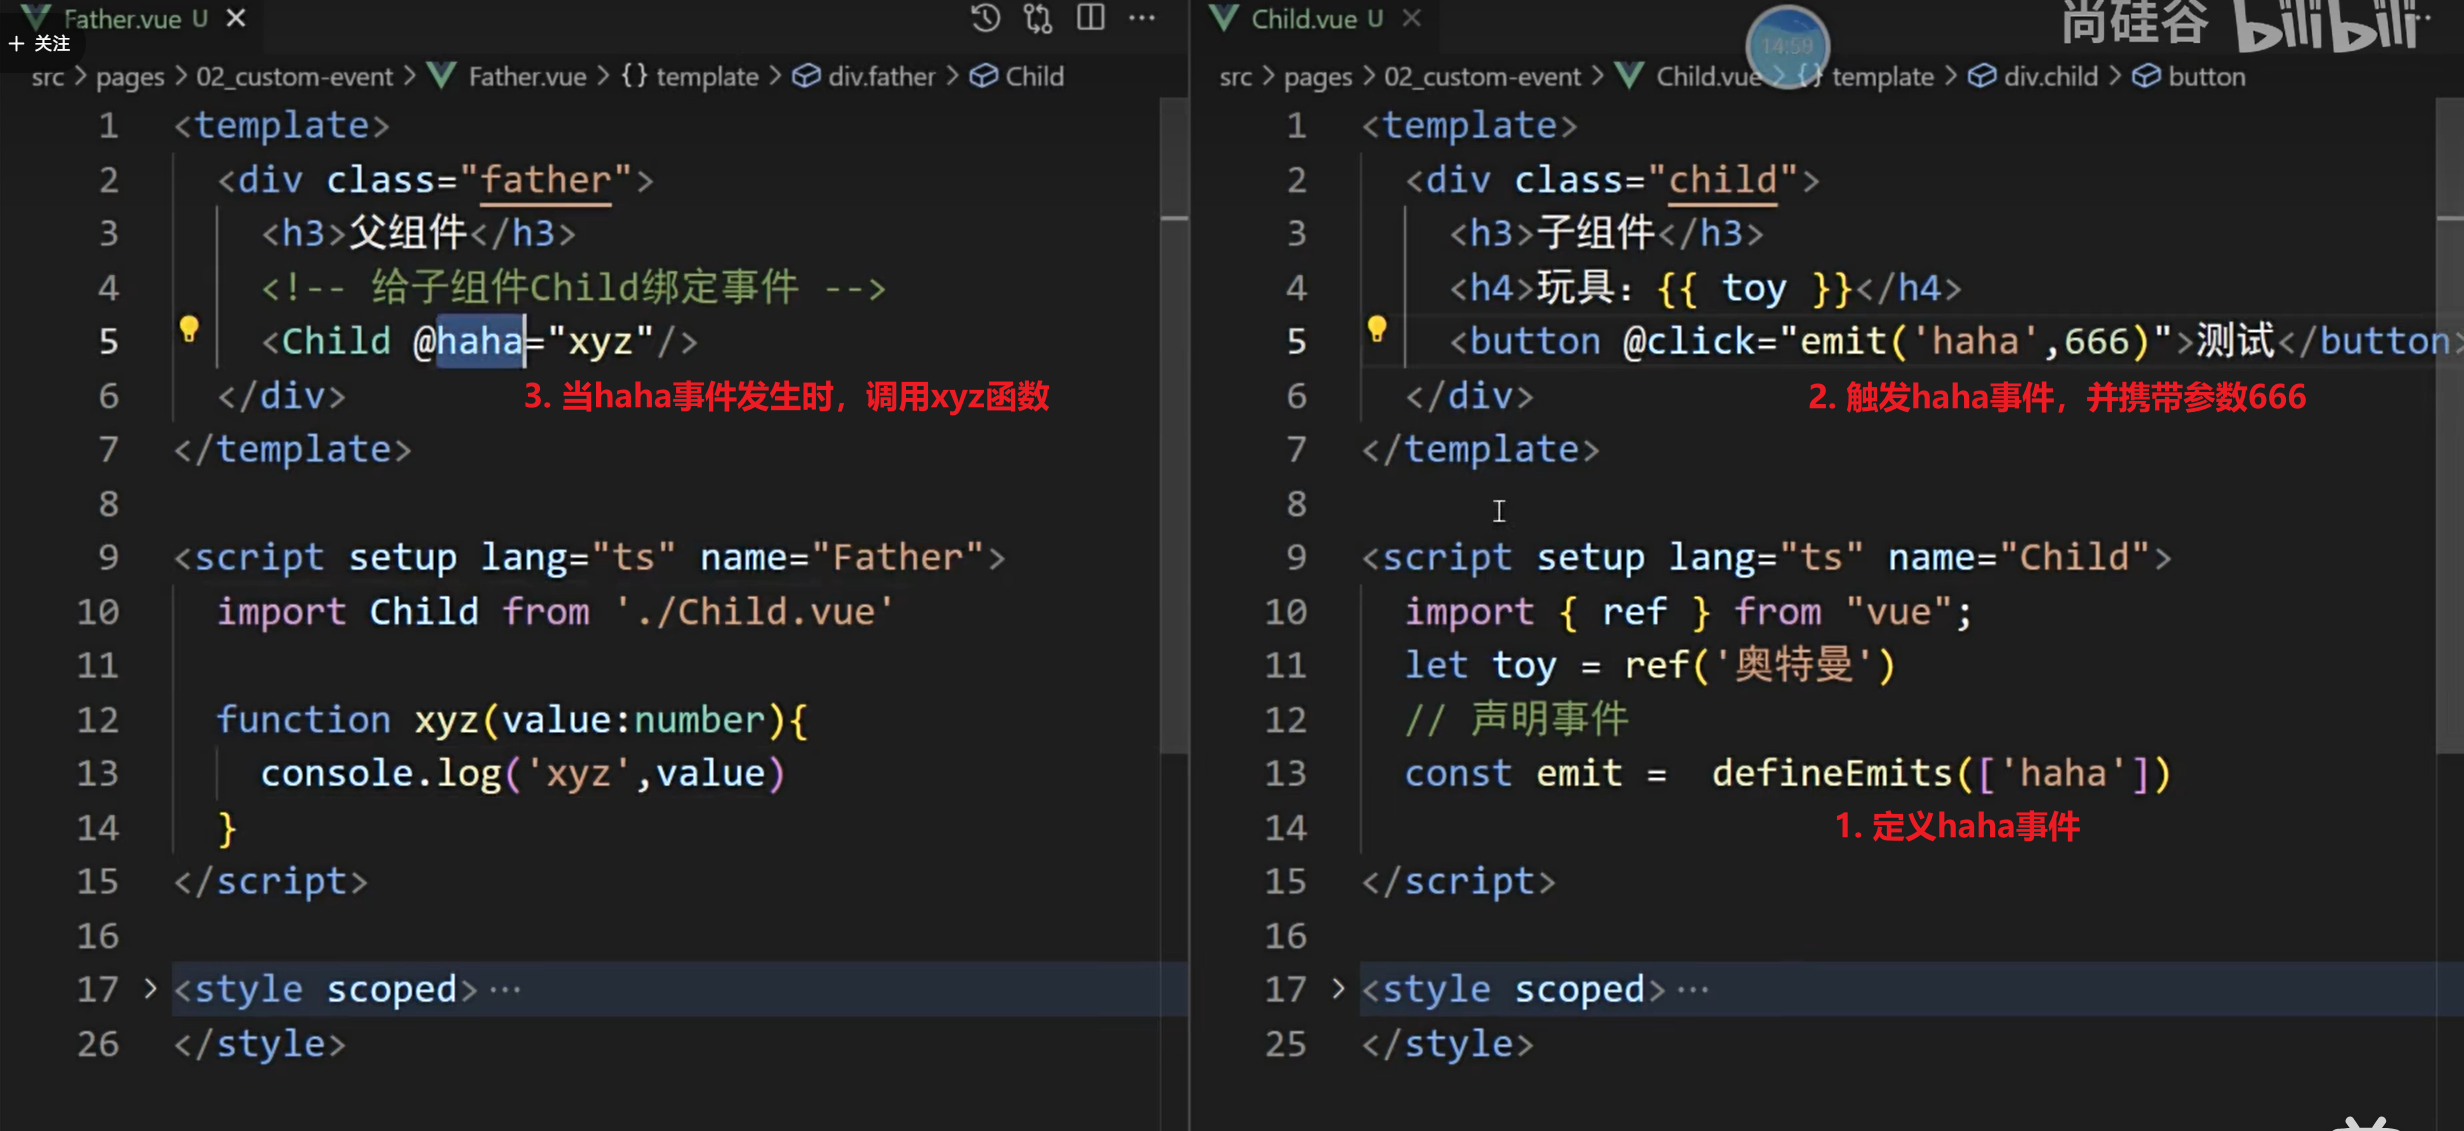 Father.vue U
+ 关注
src > pages > 02_custom-event > Father.vue > {} template > div.father > Child
1 <template>
2 <div class="father">
3 <h3>父组件</h3>
4 <!-- 给子组件Child绑定事件 -->
5 <Child @haha="xyz"/>
6 </div>
3. 当haha事件发生时，调用xyz函数
7 </template>
8
9 <script setup lang="ts" name="Father">
10 import Child from './Child.vue'
11
12 function xyz(value:number){
13 console.log('xyz',value)
14 }
15 </script>
16
17 > <style scoped>···
26 </style>
Child.vue U
尚硅谷 bilibili
14:59
src > pages > 02_custom-event > Child.vue > {} template > div.child > button
1 <template>
2 <div class="child">
3 <h3>子组件</h3>
4 <h4>玩具：{{ toy }}</h4>
5 <button @click="emit('haha',666)">测试</button>
6 </div>
2. 触发haha事件，并携带参数666
7 </template>
8
9 <script setup lang="ts" name="Child">
10 import { ref } from "vue";
11 let toy = ref('奥特曼')
12 // 声明事件
13 const emit =  defineEmits(['haha'])
14
1. 定义haha事件
15 </script>
16
17 > <style scoped>···
25 </style>